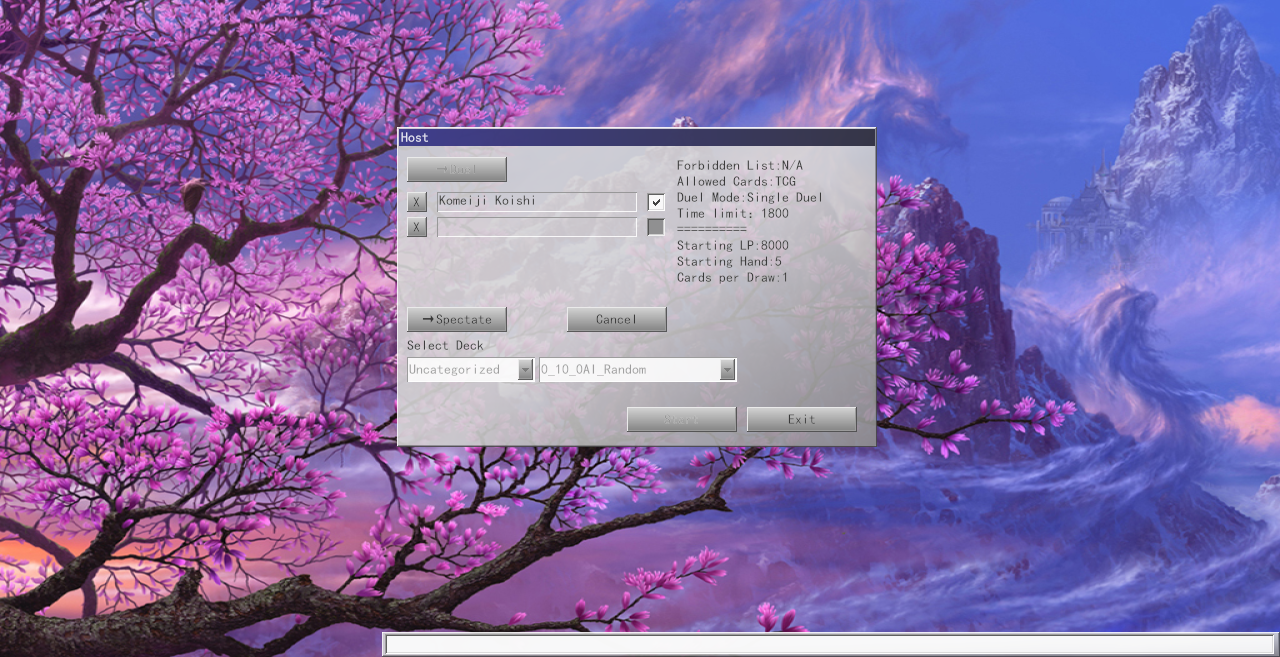 Host
→Duel
X
Komeiji Koishi
X
Forbidden List:N/A
Allowed Cards:TCG
Duel Mode:Single Duel
Time limit: 1800
==========
Starting LP:8000
Starting Hand:5
Cards per Draw:1
→Spectate
Cancel
Select Deck
Uncategorized
0_10_0AI_Random
Exit